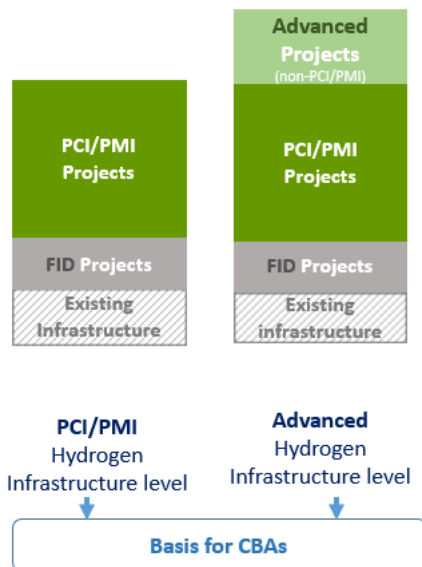 Advanced
Projects
(non-PCI/PMI)
PCI/PMI
Projects
PCI/PMI
Projects
FID Projects
FID Projects
Existing
Infrastructure
Existing
infrastructure
PCI/PMI
Hydrogen
Infrastructure level
Advanced
Hydrogen
Infrastructure level
Basis for CBAs